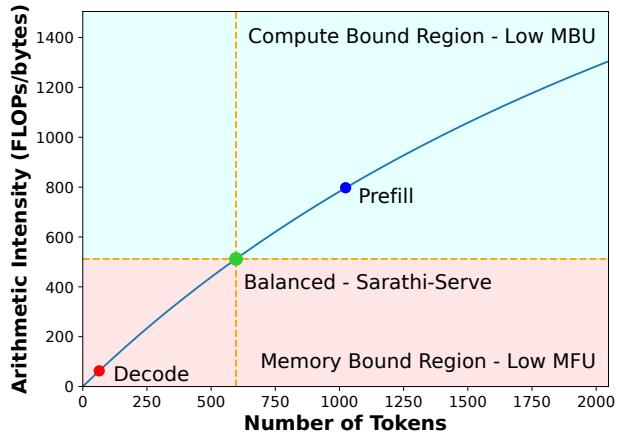 Arithmetic Intensity (FLOPs/bytes)
1400
1200
1000
800
600
400
200
0
Compute Bound Region - Low MBU
Prefill
Balanced - Sarathi-Serve
Memory Bound Region - Low MFU
Decode
0 250 500 750 1000 1250 1500 1750 2000
Number of Tokens